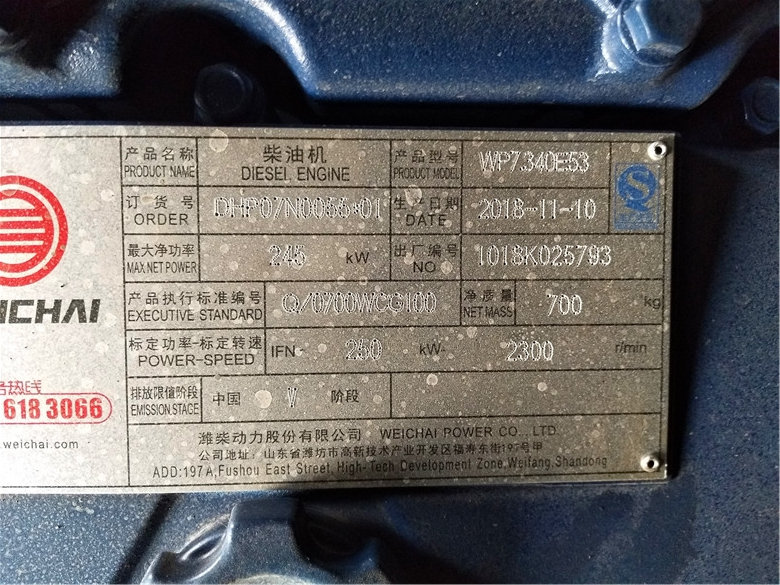 产品名称 柴油机 产品型号 WP7.340E53
PRODUCT NAME DIESEL ENGINE PRODUCT MODEL
订货号 DHP07N0066*01 生产日期 2018-11-10
ORDER DATE
最大净功率 245 kW 出厂编号 1018K025793
MAX.NET POWER NO
ICHAI
产品执行标准编号 Q/0700WCG100 净质量 700 kg
EXECUTIVE STANDARD NET MASS
标定功率-标定转速 IFN- 250 kW- 2300 r/min
POWER-SPEED
热线
618 3066
排放限值阶段 中国 V 阶段
EMISSION.STAGE
.weichai.com
潍柴动力股份有限公司 WEICHAI POWER CO., LTD.
公司地址: 山东省潍坊市高新技术产业开发区福寿东街197号甲
ADD:197A,Fushou East Street, High-Tech Development Zone,Weifang,Shandong